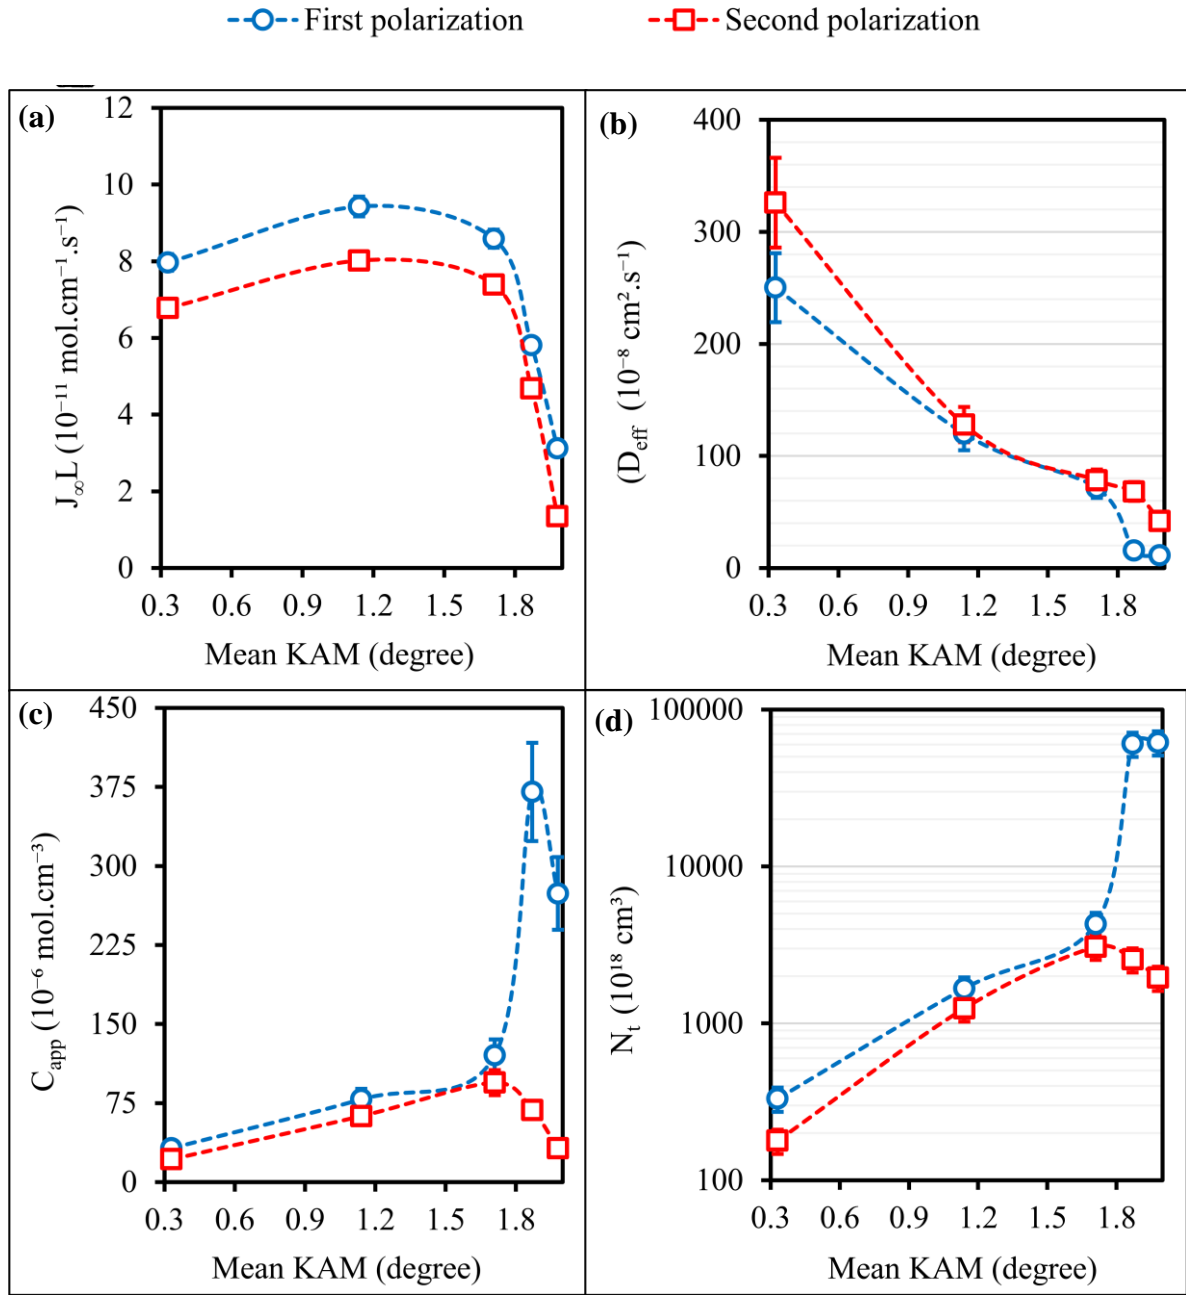 First polarization
Second polarization
(a)
12
10
8
6
4
2
0
J∞L (10⁻¹¹ mol.cm⁻¹.s⁻¹)
0.3 0.6 0.9 1.2 1.5 1.8
Mean KAM (degree)
(b)
400
300
200
100
0
(D_eff (10⁻⁸ cm².s⁻¹)
0.3 0.6 0.9 1.2 1.5 1.8
Mean KAM (degree)
(c)
450
375
300
225
150
75
0
C_app (10⁻⁶ mol.cm⁻³)
0.3 0.6 0.9 1.2 1.5 1.8
Mean KAM (degree)
(d)
100000
10000
1000
100
N_t (10¹⁸ cm³)
0.3 0.6 0.9 1.2 1.5 1.8
Mean KAM (degree)